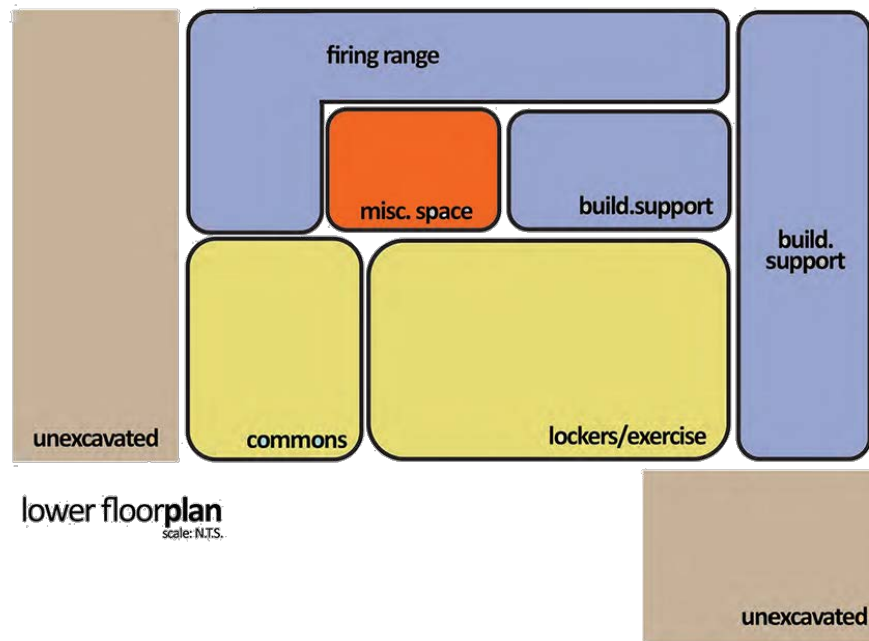 firing range
misc. space
build.support
build.
support
unexcavated
commons
lockers/exercise
lower floorplan
scale: N.T.S.
unexcavated